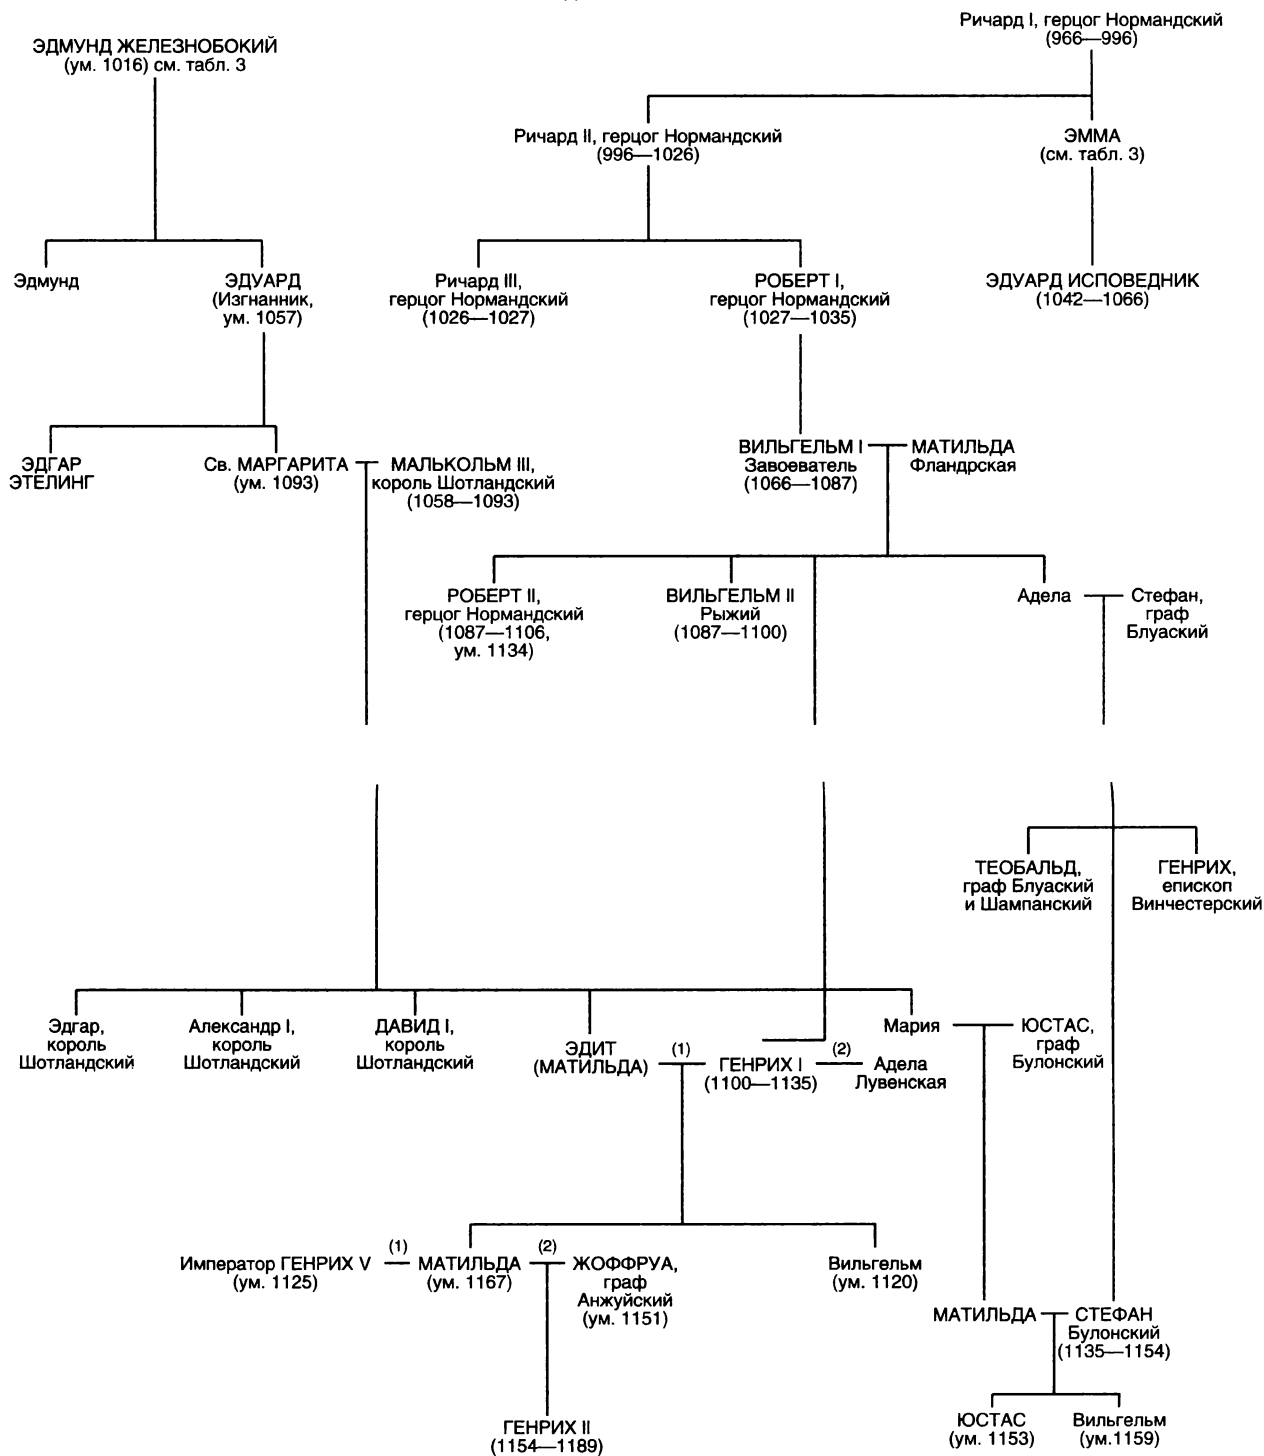 Ричард I, герцог Нормандский
(966—996)
ЭДМУНД ЖЕЛЕЗНОБОКИЙ
(ум. 1016) см. табл. 3
Ричард II, герцог Нормандский
(996—1026)
ЭММА
(см. табл. 3)
Эдмунд
ЭДУАРД
(Изгнанник,
ум. 1057)
Ричард III,
герцог Нормандский
(1026—1027)
РОБЕРТ I,
герцог Нормандский
(1027—1035)
ЭДУАРД ИСПОВЕДНИК
(1042—1066)
ЭДГАР
ЭТЕЛИНГ
Св. МАРГАРИТА
(ум. 1093)
МАЛЬКОЛЬМ III,
король Шотландский
(1058—1093)
ВИЛЬГЕЛЬМ I
Завоеватель
(1066—1087)
МАТИЛЬДА
Фландрская
РОБЕРТ II,
герцог Нормандский
(1087—1106,
ум. 1134)
ВИЛЬГЕЛЬМ II
Рыжий
(1087—1100)
Адела
Стефан,
граф
Блуаский
ТЕОБАЛЬД,
граф Блуаский
и Шампанский
ГЕНРИХ,
епископ
Винчестерский
Эдгар,
король
Шотландский
Александр I,
король
Шотландский
ДАВИД I,
король
Шотландский
ЭДИТ
(МАТИЛЬДА)
(1)
ГЕНРИХ I
(1100—1135)
(2)
Адела
Лувенская
Мария
ЮСТАС,
граф
Булонский
Император ГЕНРИХ V
(ум. 1125)
(1)
МАТИЛЬДА
(ум. 1167)
(2)
ЖОФФРУА,
граф
Анжуйский
(ум. 1151)
Вильгельм
(ум. 1120)
МАТИЛЬДА
СТЕФАН
Булонский
(1135—1154)
ГЕНРИХ II
(1154—1189)
ЮСТАС
(ум. 1153)
Вильгельм
(ум.1159)